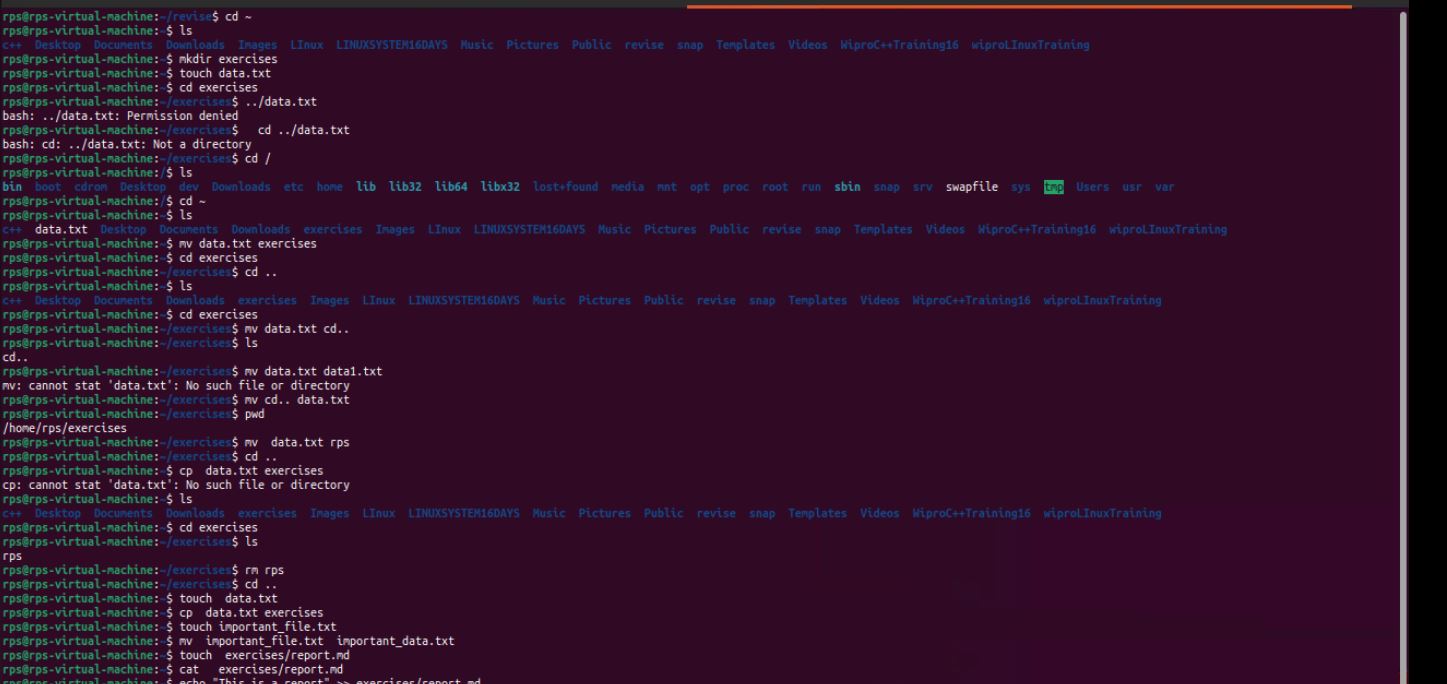 rps@rps-virtual-machine:~/revise$ cd ~
rps@rps-virtual-machine:~$ ls
c++  Desktop  Documents  Downloads  Images  LInux  LINUXSYSTEM16DAYS  Music  Pictures  Public  revise  snap  Templates  Videos  WiproC++Training16  wiproLInuxTraining
rps@rps-virtual-machine:~$ mkdir exercises
rps@rps-virtual-machine:~$ touch data.txt
rps@rps-virtual-machine:~$ cd exercises
rps@rps-virtual-machine:~/exercises$ ../data.txt
bash: ../data.txt: Permission denied
rps@rps-virtual-machine:~/exercises$   cd ../data.txt
bash: cd: ../data.txt: Not a directory
rps@rps-virtual-machine:~/exercises$ cd /
rps@rps-virtual-machine:/$ ls
bin  boot  cdrom  Desktop  dev  Downloads  etc  home  lib  lib32  lib64  libx32  lost+found  media  mnt  opt  proc  root  run  sbin  snap  srv  swapfile  sys  tmp  Users  usr  var
rps@rps-virtual-machine:/$ cd ~
rps@rps-virtual-machine:~$ ls
c++  data.txt  Desktop  Documents  Downloads  exercises  Images  LInux  LINUXSYSTEM16DAYS  Music  Pictures  Public  revise  snap  Templates  Videos  WiproC++Training16  wiproLInuxTraining
rps@rps-virtual-machine:~$ mv data.txt exercises
rps@rps-virtual-machine:~$ cd exercises
rps@rps-virtual-machine:~/exercises$ cd ..
rps@rps-virtual-machine:~$ ls
c++  Desktop  Documents  Downloads  exercises  Images  LInux  LINUXSYSTEM16DAYS  Music  Pictures  Public  revise  snap  Templates  Videos  WiproC++Training16  wiproLInuxTraining
rps@rps-virtual-machine:~$ cd exercises
rps@rps-virtual-machine:~/exercises$ mv data.txt cd..
rps@rps-virtual-machine:~/exercises$ ls
cd..
rps@rps-virtual-machine:~/exercises$ mv data.txt data1.txt
mv: cannot stat 'data.txt': No such file or directory
rps@rps-virtual-machine:~/exercises$ mv cd.. data.txt
rps@rps-virtual-machine:~/exercises$ pwd
/home/rps/exercises
rps@rps-virtual-machine:~/exercises$ mv  data.txt rps
rps@rps-virtual-machine:~/exercises$ cd ..
rps@rps-virtual-machine:~$ cp  data.txt exercises
cp: cannot stat 'data.txt': No such file or directory
rps@rps-virtual-machine:~$ ls
c++  Desktop  Documents  Downloads  exercises  Images  LInux  LINUXSYSTEM16DAYS  Music  Pictures  Public  revise  snap  Templates  Videos  WiproC++Training16  wiproLInuxTraining
rps@rps-virtual-machine:~$ cd exercises
rps@rps-virtual-machine:~/exercises$ ls
rps
rps@rps-virtual-machine:~/exercises$ rm rps
rps@rps-virtual-machine:~/exercises$ cd ..
rps@rps-virtual-machine:~$ touch  data.txt
rps@rps-virtual-machine:~$ cp  data.txt exercises
rps@rps-virtual-machine:~$ touch important_file.txt
rps@rps-virtual-machine:~$ mv  important_file.txt  important_data.txt
rps@rps-virtual-machine:~$ touch  exercises/report.md
rps@rps-virtual-machine:~$ cat   exercises/report.md
rps@rps-virtual-machine:~$ echo "This is a report" >> exercises/report.md